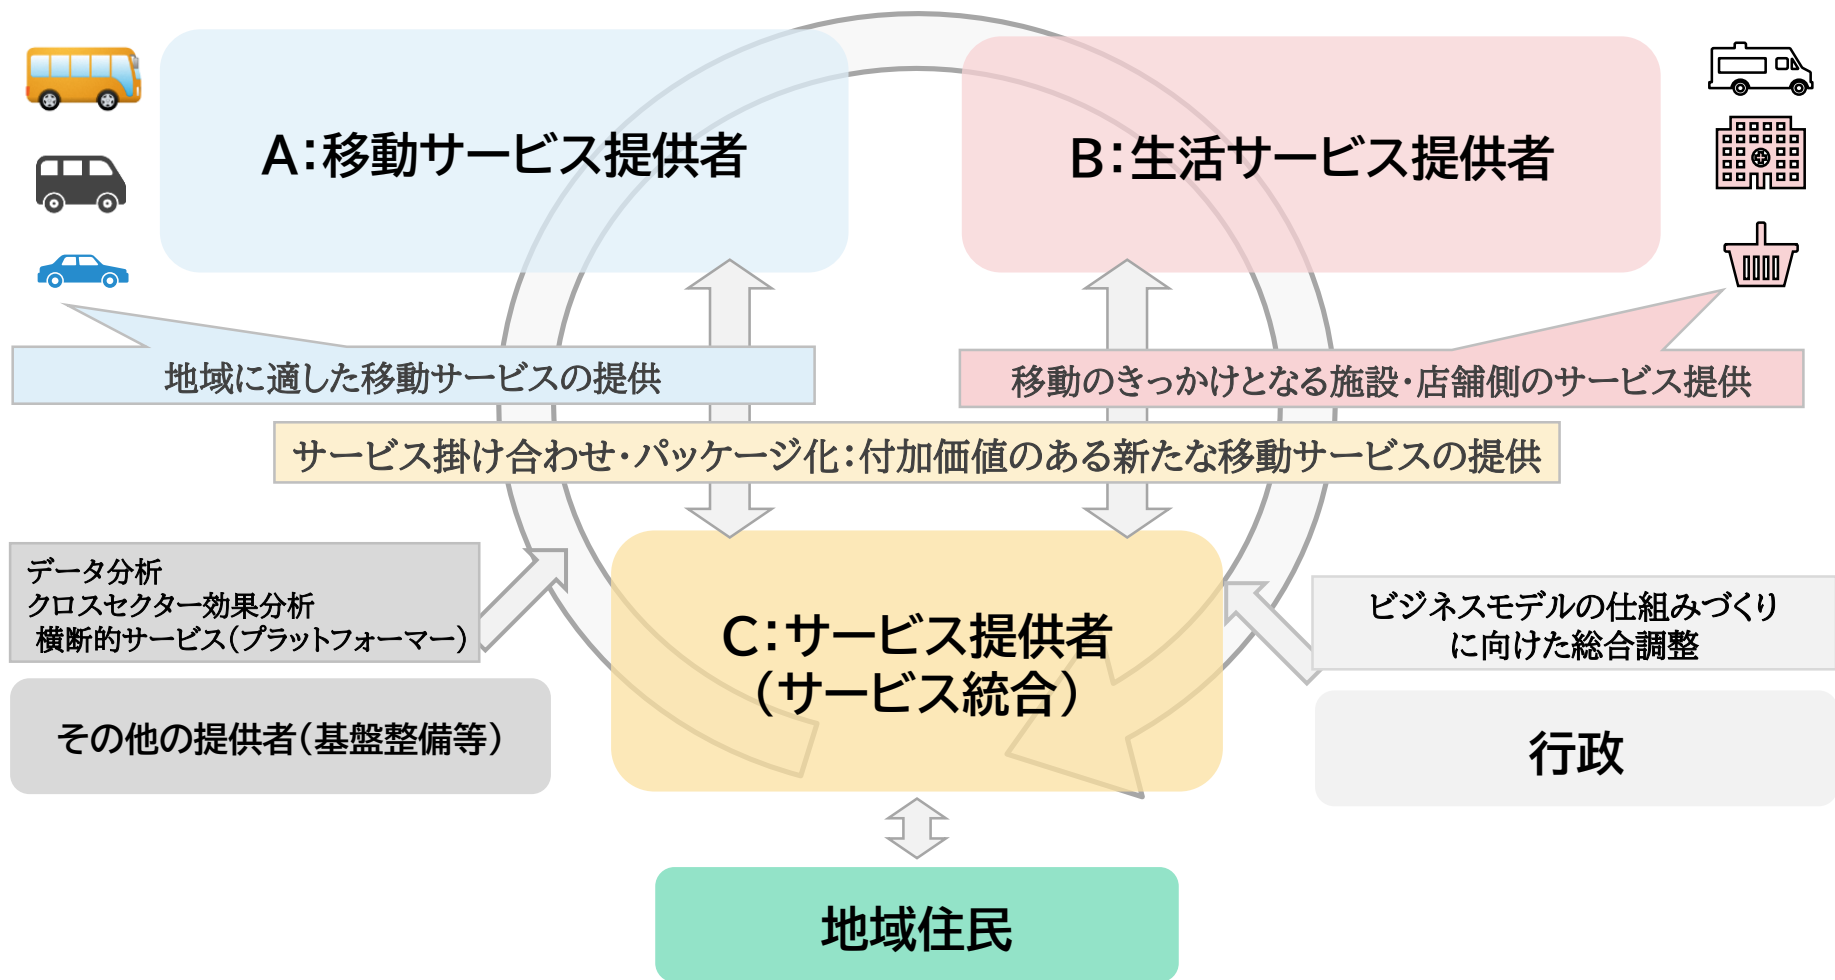 A：移動サービス提供者
B：生活サービス提供者
地域に適した移動サービスの提供
移動のきっかけとなる施設・店舗側のサービス提供
サービス掛け合わせ・パッケージ化：付加価値のある新たな移動サービスの提供
データ分析
クロスセクター効果分析
横断的サービス（プラットフォーマー）
C：サービス提供者
（サービス統合）
ビジネスモデルの仕組みづくり
に向けた総合調整
その他の提供者（基盤整備等）
行政
地域住民